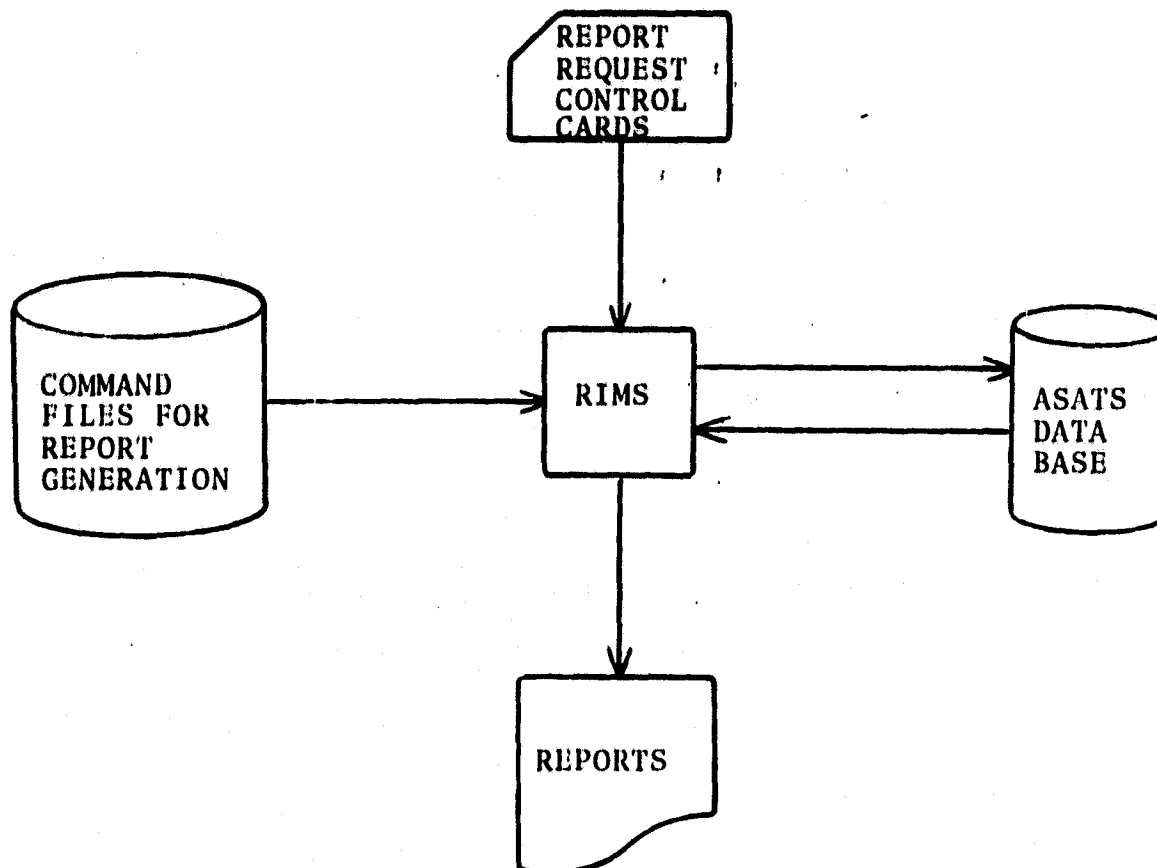 REPORT
REQUEST
CONTROL
CARDS
COMMAND
FILES FOR
REPORT
GENERATION
RIMS
ASATS
DATA
BASE
REPORTS